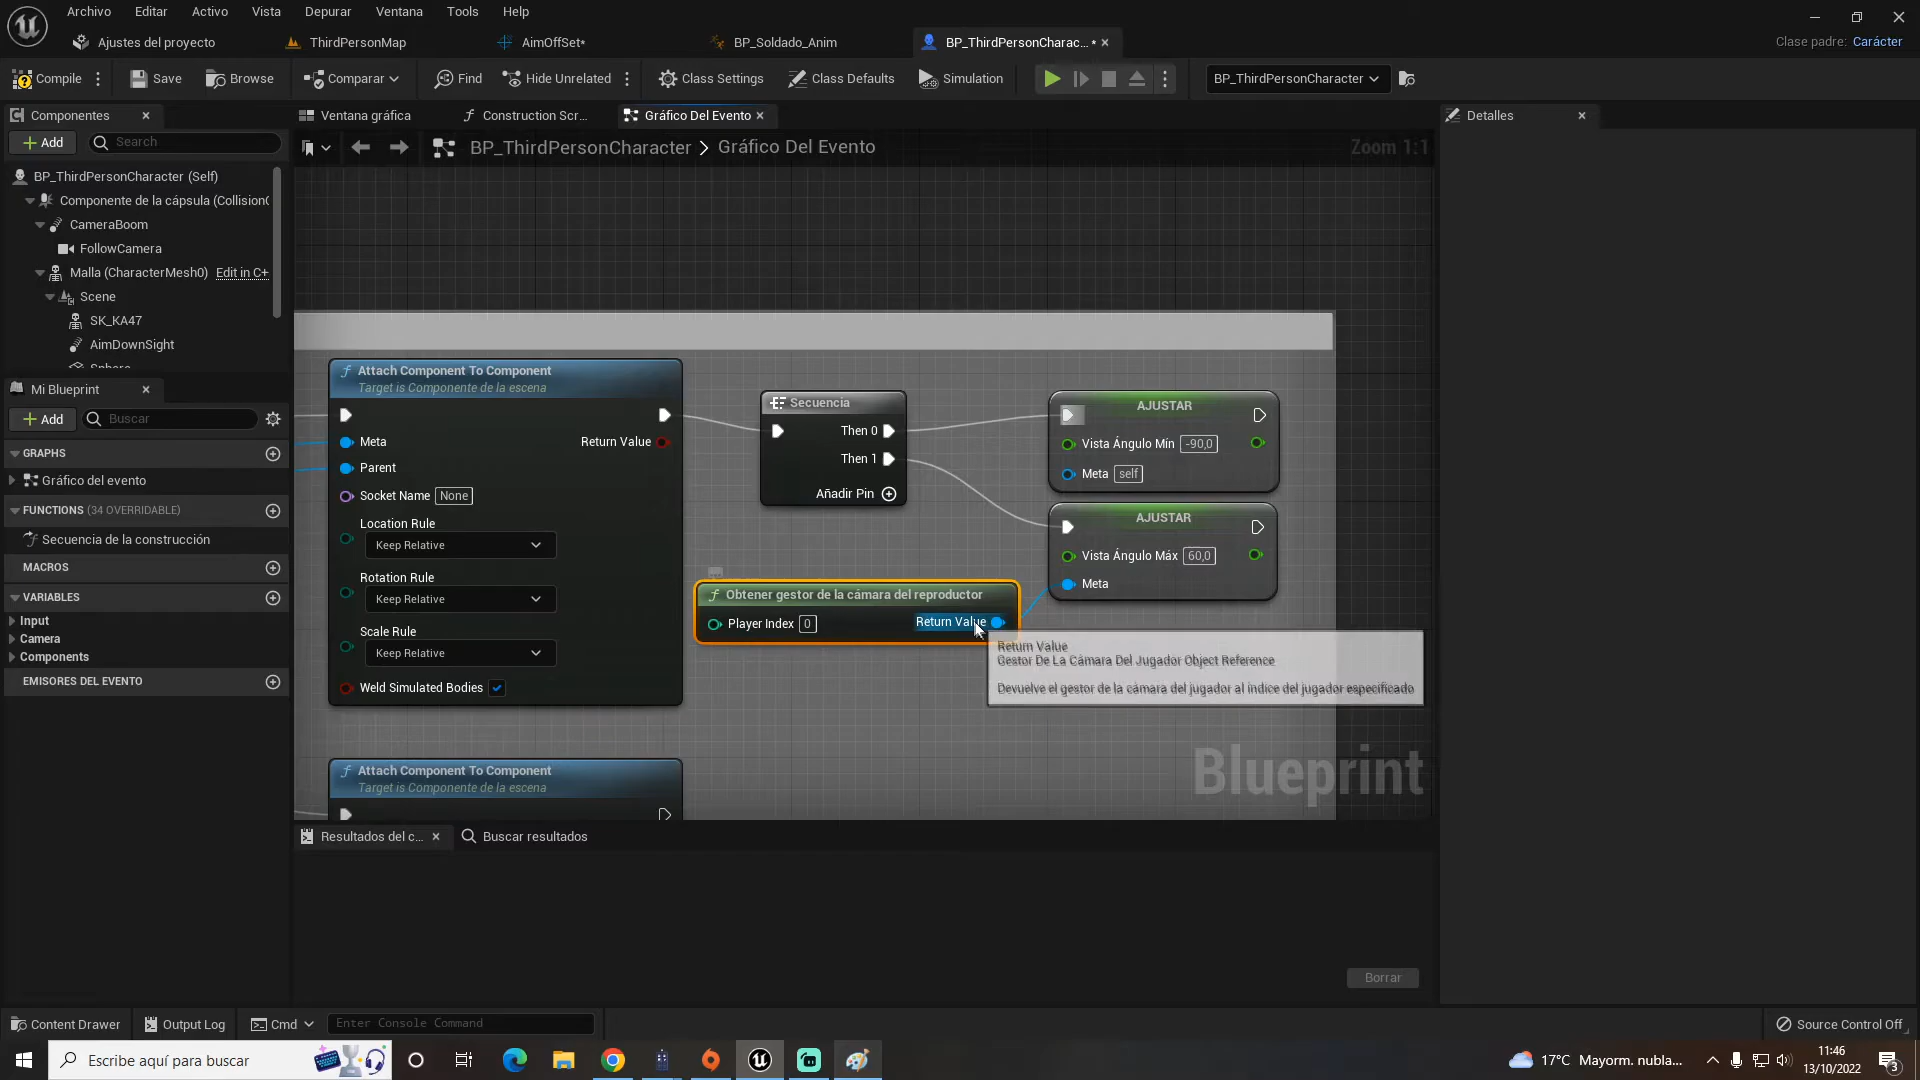 Archivo Editar Activo Vista Depurar Ventana Tools Help
Ajustes del proyecto ThirdPersonMap AimOffSet* BP_Soldado_Anim BP_ThirdPersonCharac... * Clase padre: Carácter
Compile Save Browse Comparar Find Hide Unrelated Class Settings Class Defaults Simulation BP_ThirdPersonCharacter
Componentes
Add Search
BP_ThirdPersonCharacter (Self)
Componente de la cápsula (CollisionC
CameraBoom
FollowCamera
Malla (CharacterMesh0) Edit in C+
Scene
SK_KA47
AimDownSight
Sphere
Mi Blueprint
Add Buscar
GRAPHS
Gráfico del evento
FUNCTIONS (34 OVERRIDABLE)
Secuencia de la construcción
MACROS
VARIABLES
Input
Camera
Components
EMISORES DEL EVENTO
Ventana gráfica Construction Scr... Gráfico Del Evento
BP_ThirdPersonCharacter > Gráfico Del Evento Zoom 1:1
Attach Component To Component
Target is Componente de la escena
Meta Return Value
Parent
Socket Name None
Location Rule
Keep Relative
Rotation Rule
Keep Relative
Scale Rule
Keep Relative
Weld Simulated Bodies
Secuencia
Then 0
Then 1
Añadir Pin
AJUSTAR
Vista Ángulo Mín -90,0
Meta self
AJUSTAR
Vista Ángulo Máx 60,0
Meta
Obtener gestor de la cámara del reproductor
Player Index 0 Return Value
Return Value
Gestor De La Cámara Del Jugador Object Reference
Devuelve el gestor de la cámara del jugador al índice del jugador especificado
Attach Component To Component
Target is Componente de la escena
Blueprint
Detalles
Resultados del c... Buscar resultados
Borrar
Content Drawer Output Log Cmd Enter Console Command Source Control Off
Escribe aquí para buscar 17°C Mayorm. nubla... 11:46
13/10/2022
3